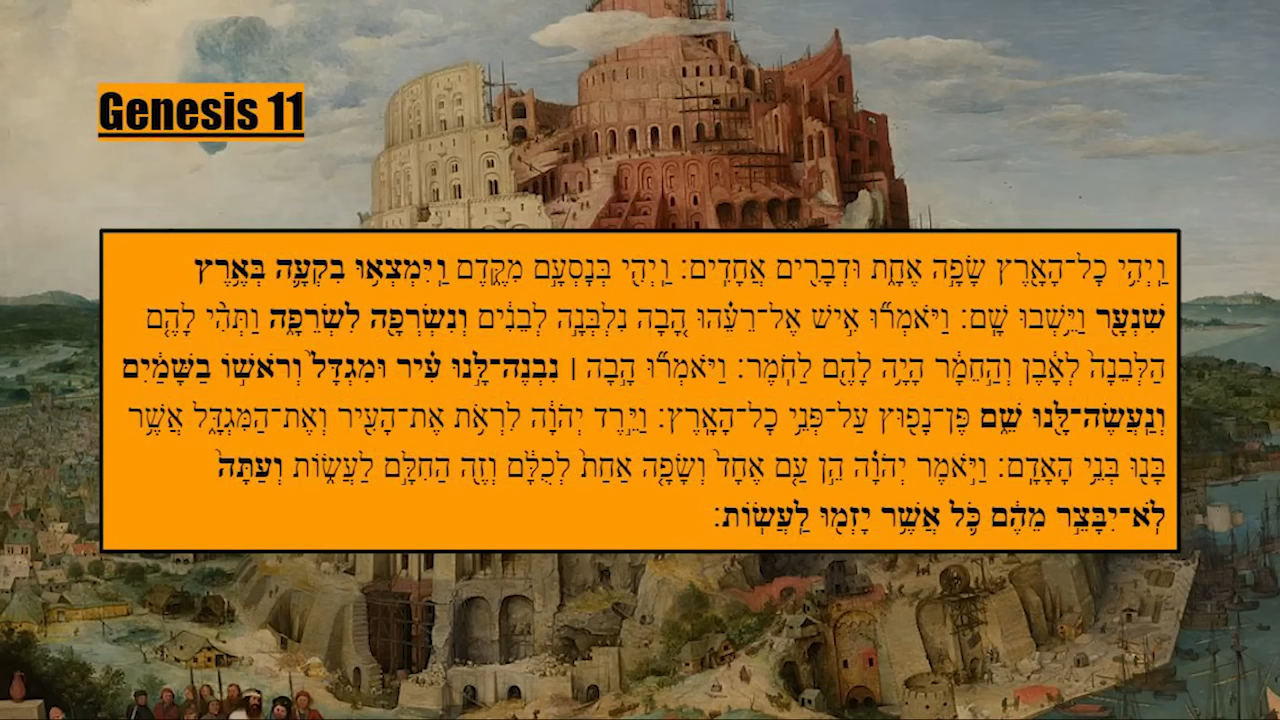 Genesis 11
וַיְהִ֥י כׇל־הָאָ֖רֶץ שָׂפָ֣ה אֶחָ֑ת וּדְבָרִ֖ים אֲחָדִֽים׃ וַֽיְהִ֖י בְּנׇסְעָ֣ם מִקֶּ֑דֶם וַֽיִּמְצְא֥וּ בִקְעָ֛ה בְּאֶ֥רֶץ
שִׁנְעָ֖ר וַיֵּ֥שְׁבוּ שָֽׁם׃ וַיֹּאמְר֞וּ אִ֣ישׁ אֶל־רֵעֵ֗הוּ הָ֚בָה נִלְבְּנָ֣ה לְבֵנִ֔ים וְנִשְׂרְפָ֖ה לִשְׂרֵפָ֑ה וַתְּהִ֨י לָהֶ֤ם
הַלְּבֵנָה֙ לְאָ֔בֶן וְהַ֣חֵמָ֔ר הָיָ֥ה לָהֶ֖ם לַחֹֽמֶר׃ וַיֹּאמְר֞וּ הָ֣בָה ׀ נִבְנֶה־לָּ֣נוּ עִ֗יר וּמִגְדָּל֙ וְרֹאשׁ֣וֹ בַשָּׁמַ֔יִם
וְנַֽעֲשֶׂה־לָּ֖נוּ שֵׁ֑ם פֶּן־נָפ֖וּץ עַל־פְּנֵ֥י כׇל־הָאָֽרֶץ׃ וַיֵּ֣רֶד יְהֹוָ֔ה לִרְאֹ֥ת אֶת־הָעִ֖יר וְאֶת־הַמִּגְדָּ֑ל אֲשֶׁ֥ר
בָּנ֖וּ בְּנֵ֥י הָאָדָֽם׃ וַיֹּ֣אמֶר יְהֹוָ֗ה הֵ֣ן עַ֤ם אֶחָד֙ וְשָׂפָ֤ה אַחַת֙ לְכֻלָּ֔ם וְזֶ֖ה הַחִלָּ֣ם לַעֲשׂ֑וֹת וְעַתָּה֙
לֹֽא־יִבָּצֵ֣ר מֵהֶ֔ם כֹּ֛ל אֲשֶׁ֥ר יָזְמ֖וּ לַֽעֲשֽׂוֹת׃